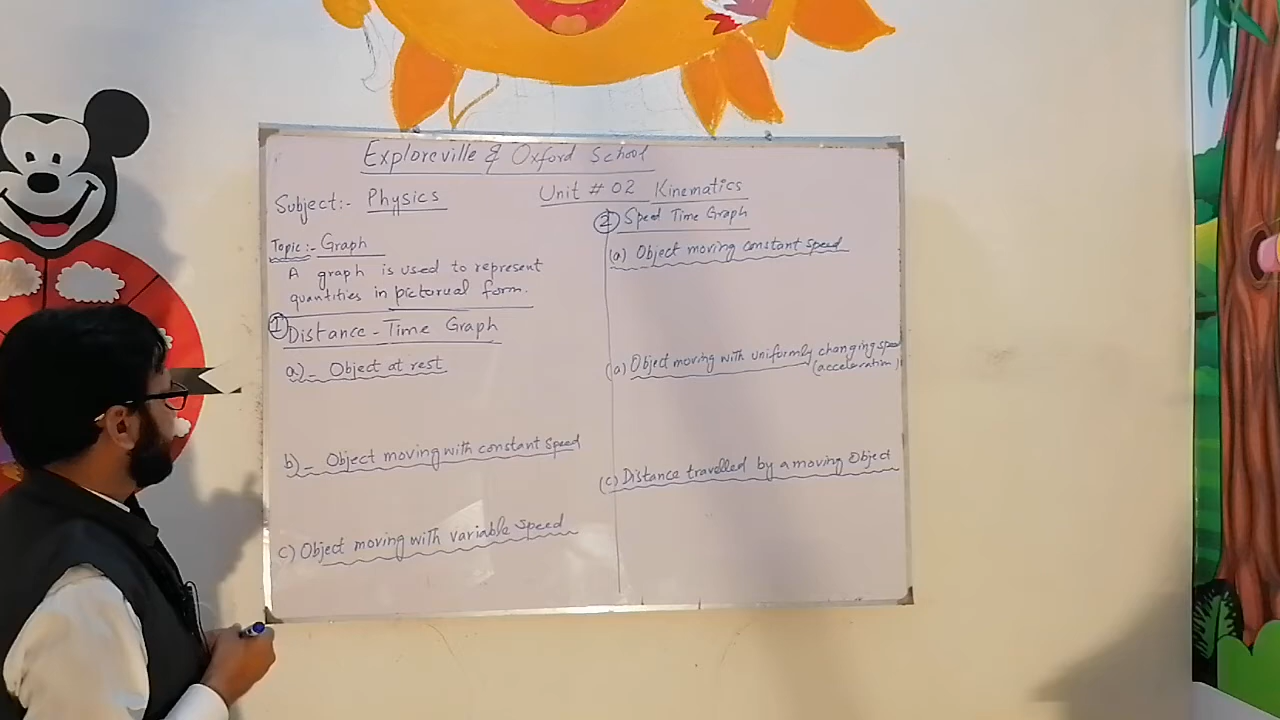 Exploreville & Oxford School
Subject:- Physics
Unit # 02 Kinematics
Topic:- Graph
A graph is used to represent
quantities in pictorial form.
① Distance - Time Graph
a)- Object at rest
b)- Object moving with constant speed
c) Object moving with variable speed
② Speed Time Graph
(a) Object moving constant speed
(a) Object moving with uniformly changing speed
(acceleration)
(c) Distance travelled by a moving Object